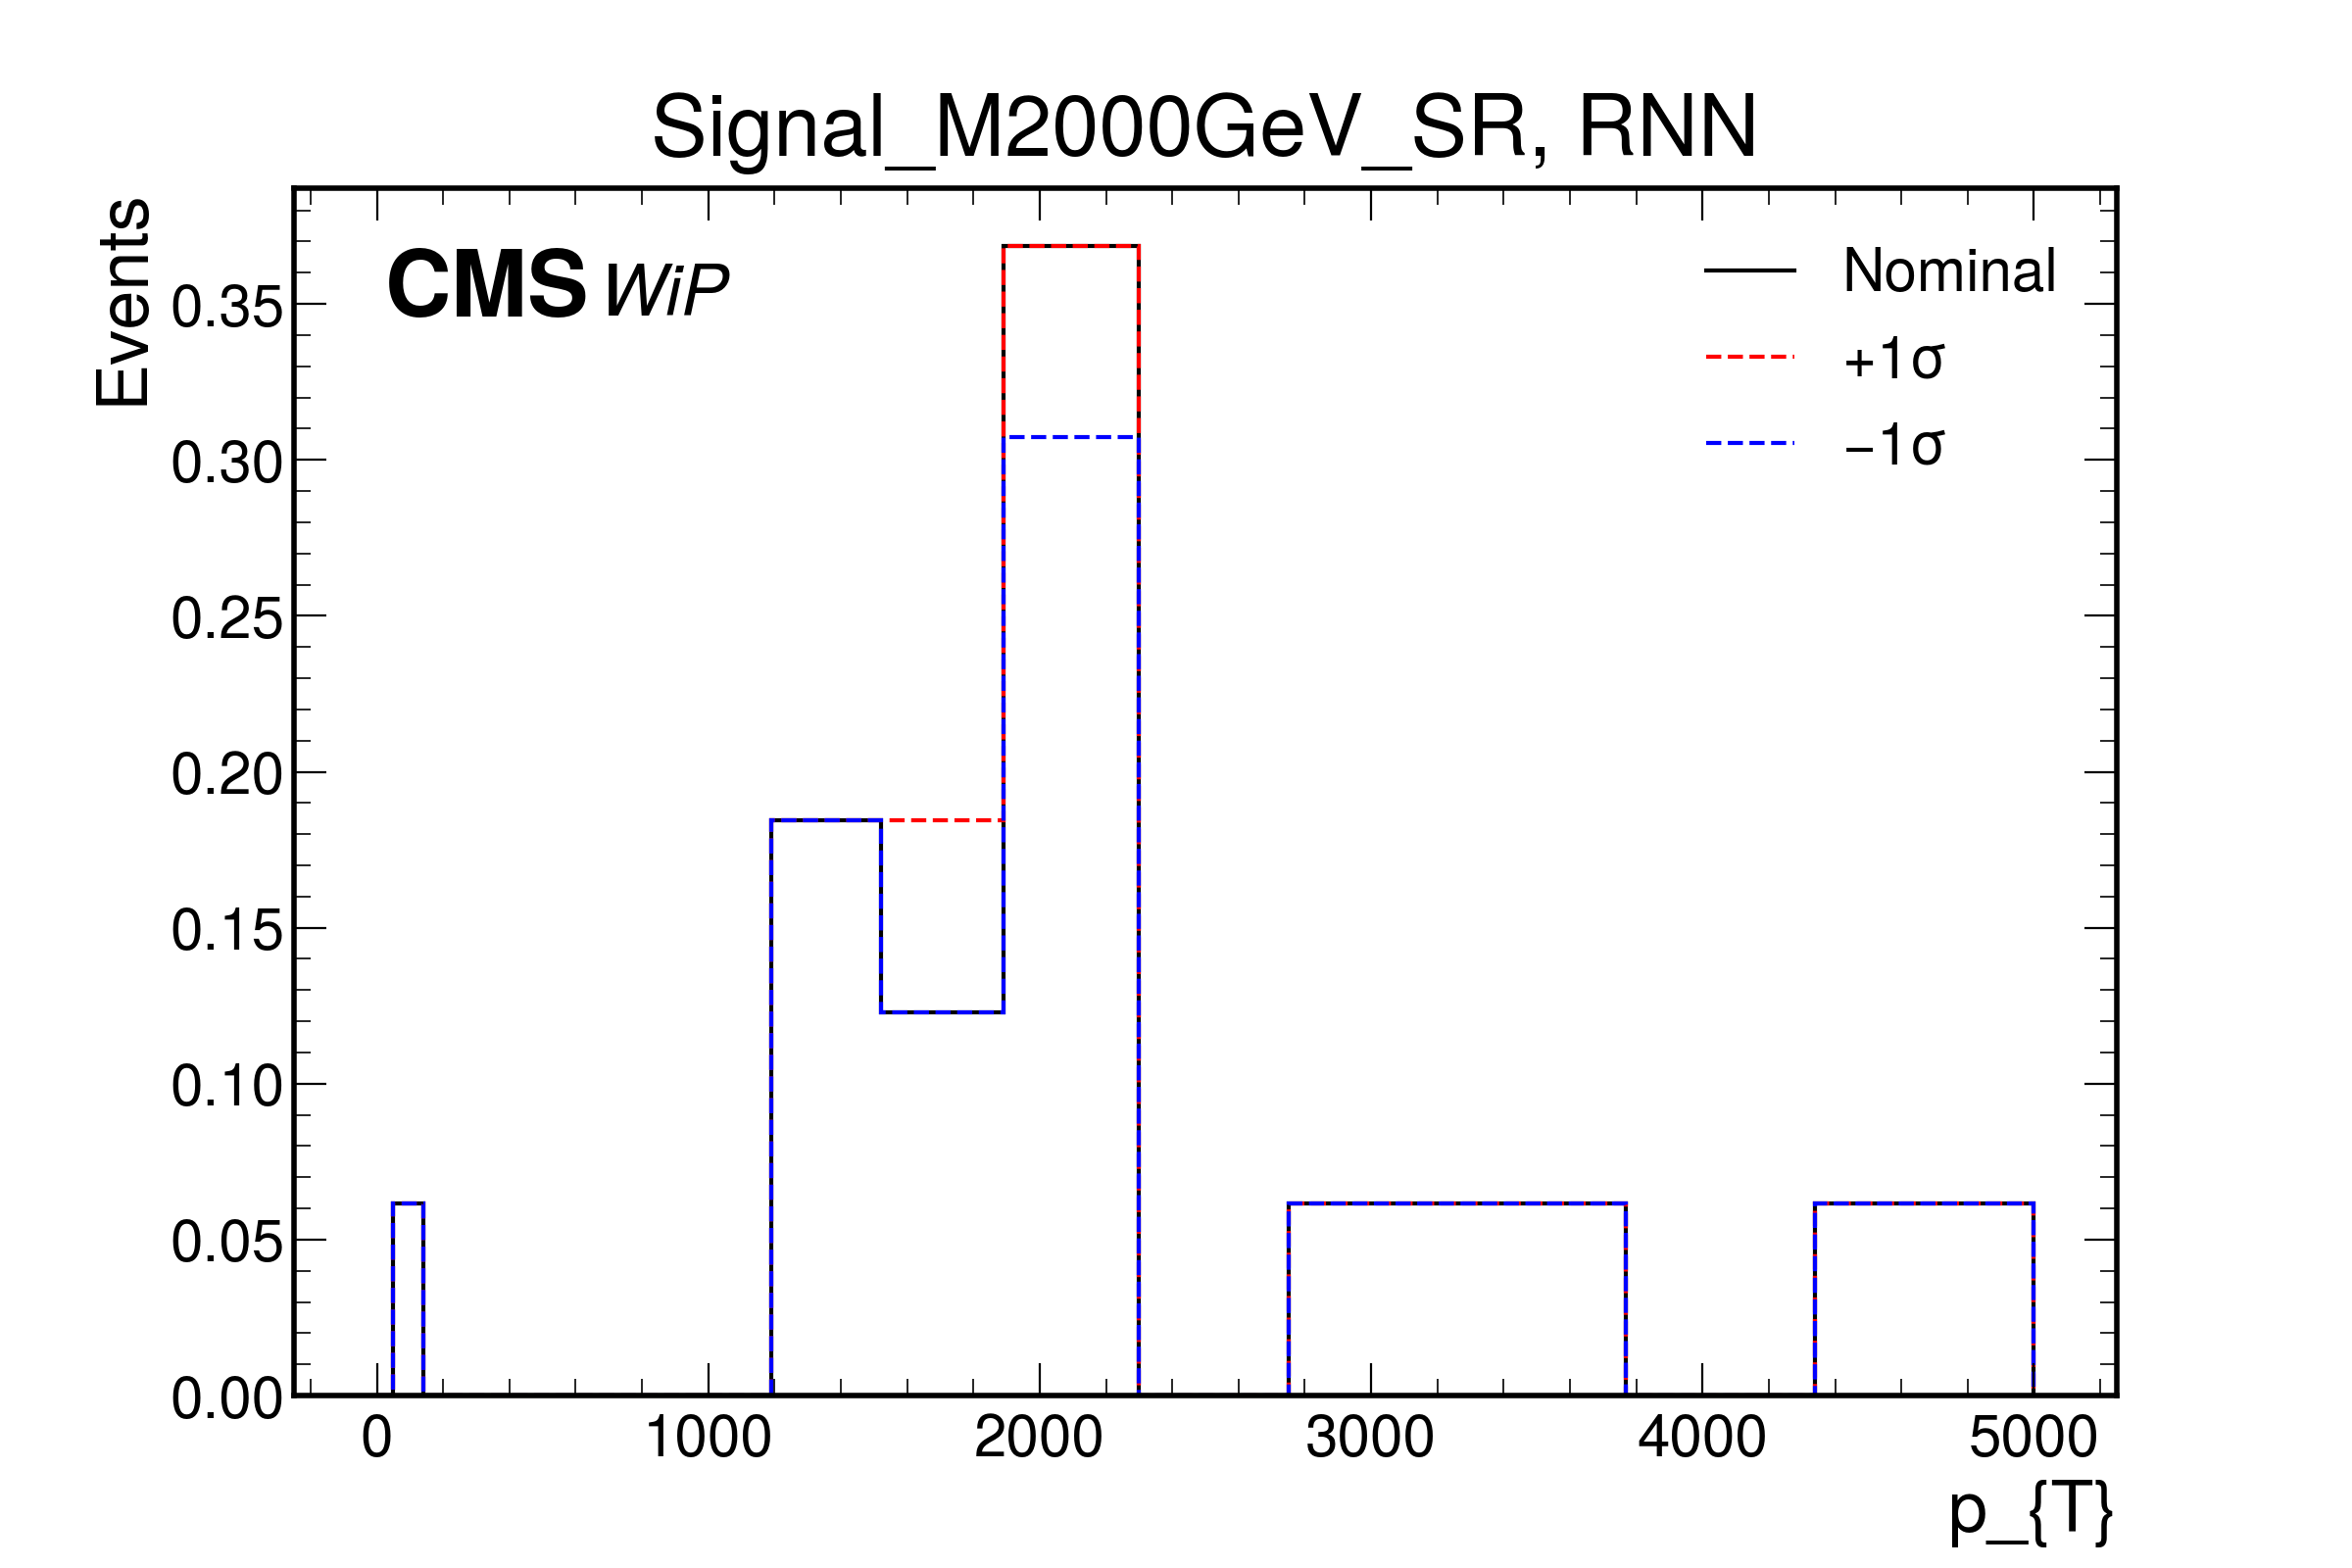 Signal_M2000GeV_SR, RNN
Events
CMS WiP
Nominal
+1σ
−1σ
0.35
0.30
0.25
0.20
0.15
0.10
0.05
0.00
0 1000 2000 3000 4000 5000
p_{T}